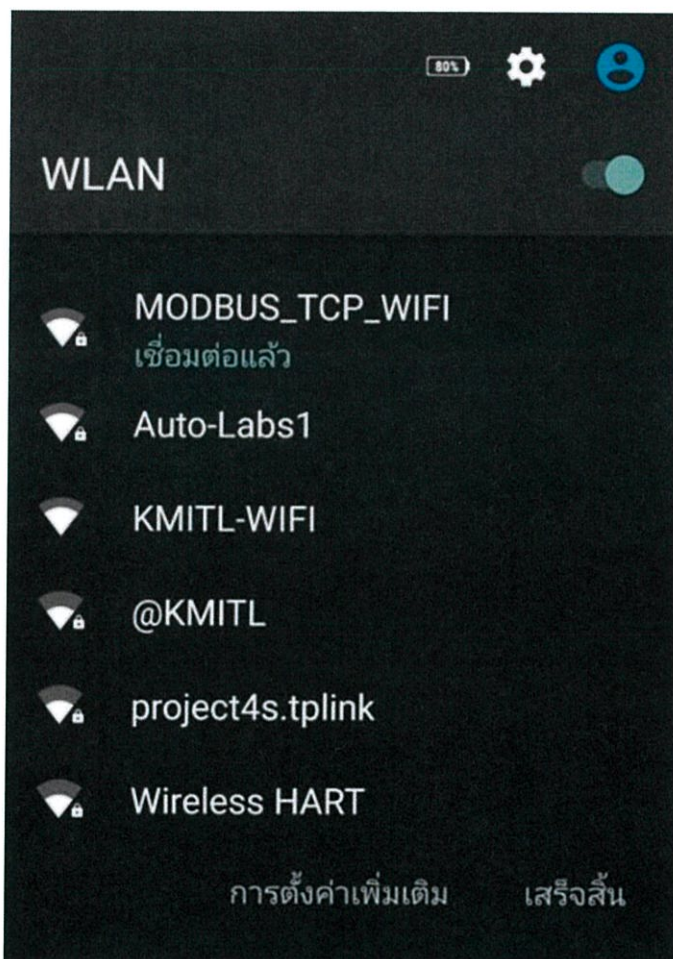 80%
WLAN
MODBUS_TCP_WIFI
เชื่อมต่อแล้ว
Auto-Labs1
KMITL-WIFI
@KMITL
project4s.tplink
Wireless HART
การตั้งค่าเพิ่มเติม เสร็จสิ้น